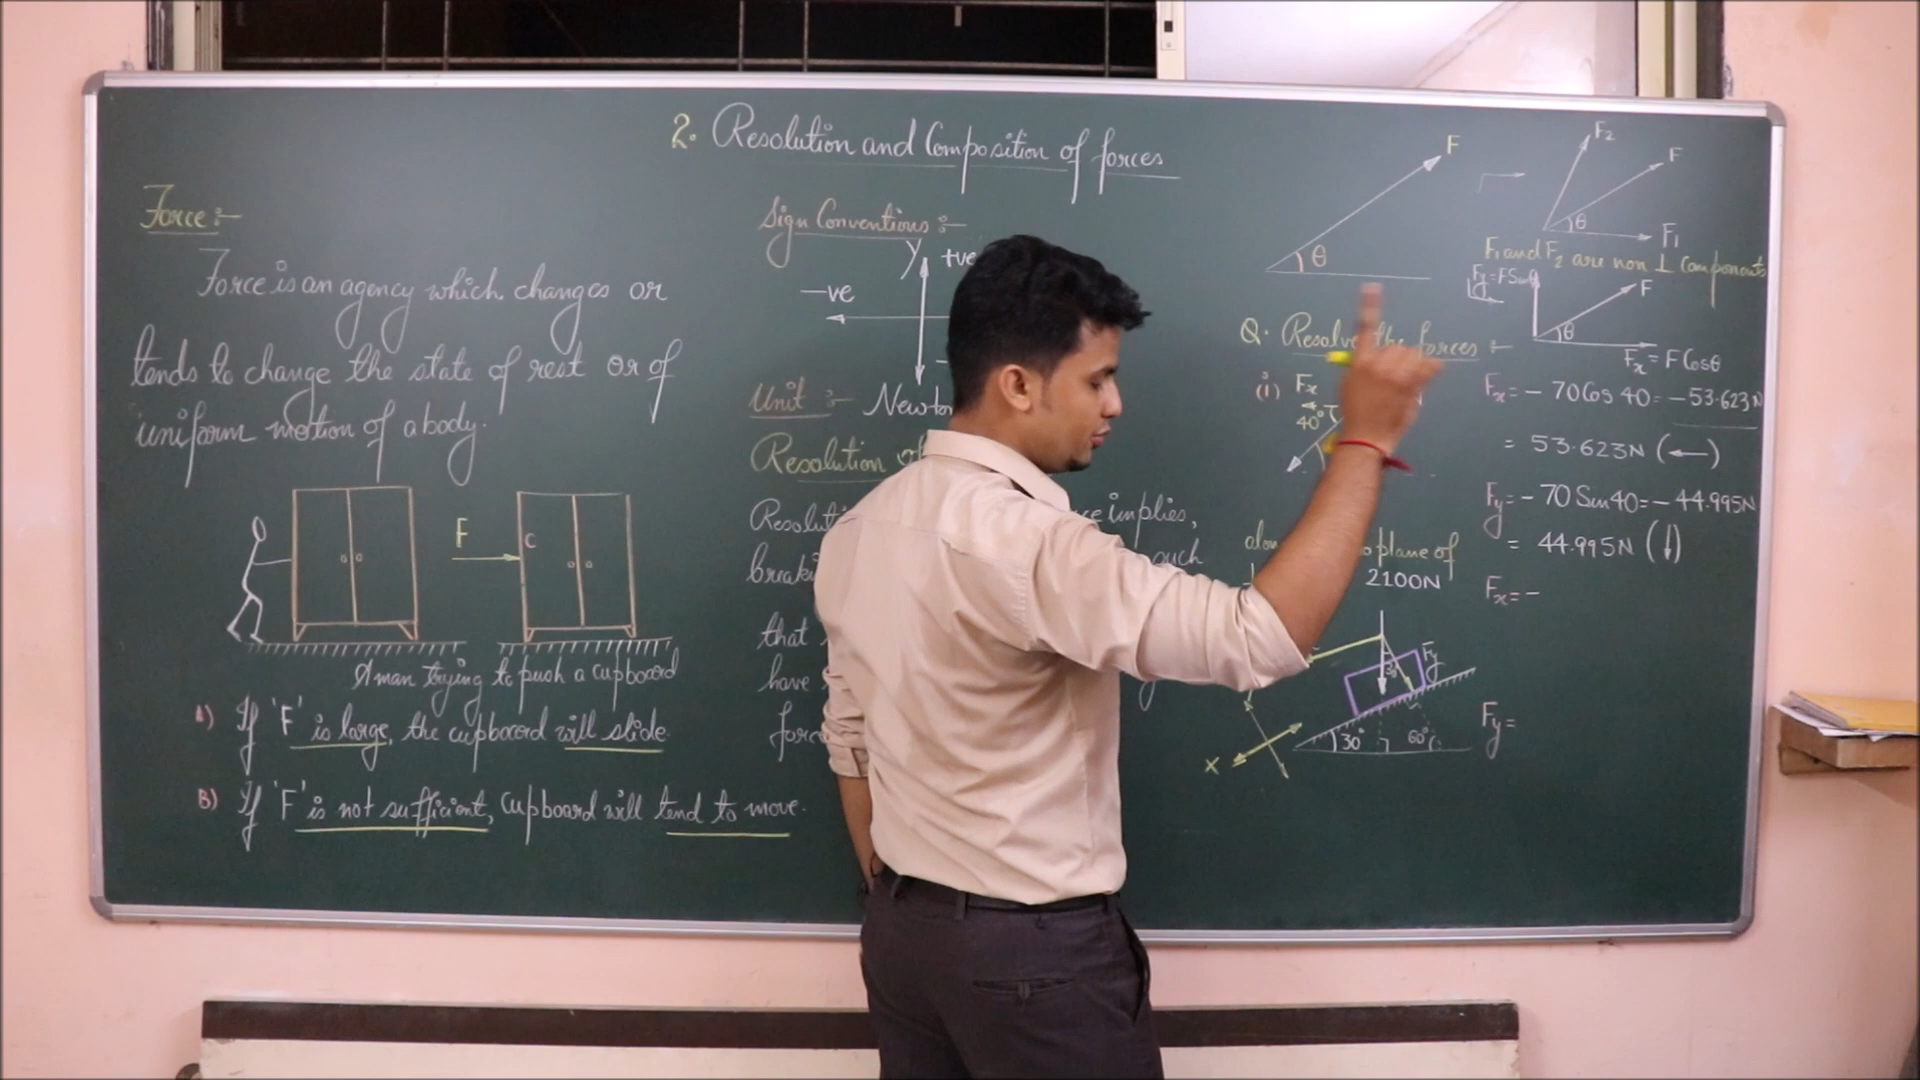 2. Resolution and Composition of forces
Force :-
Force is an agency which changes or
tends to change the state of rest or of
uniform motion of a body.
F
C
A man trying to push a cupboard
A) If 'F' is large, the cupboard will slide.
B) If 'F' is not sufficient, cupboard will tend to move.
Sign Conventions :-
y
+ve
-ve
Unit :- Newton
Resolution of
implies,
such
that
have
F
θ
F2
F
θ
F1
F1 and F2 are non ⊥ components
Fy = F Sinθ
F
θ
Fx = F Cosθ
Q. Resolve the forces :-
(i) Fx
40°
Fx = - 70 Cos 40 = - 53.623N
= 53.623N (←)
Fy = - 70 Sin 40 = - 44.995N
= 44.995N (↓)
plane of
2100N
Fx = -
Fy
30°
60°
x
Fy =